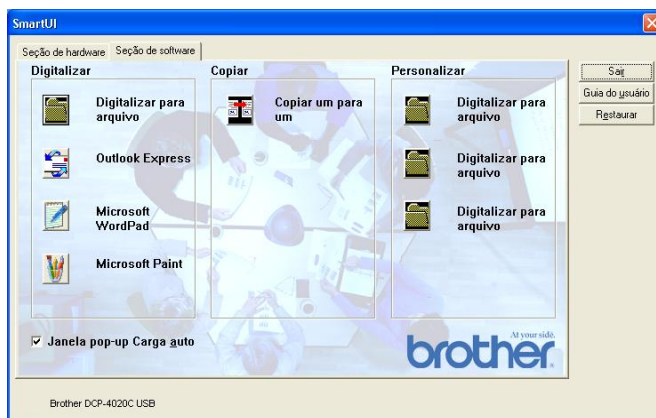 SmartUI
Seção de hardware
Seção de software
Digitalizar
Copiar
Personalizar
Digitalizar para
arquivo
Outlook Express
Microsoft
WordPad
Microsoft Paint
Copiar um para
um
Digitalizar para
arquivo
Digitalizar para
arquivo
Digitalizar para
arquivo
Sair
Guia do usuário
Restaurar
Janela pop-up Carga auto
At your side.
brother
Brother DCP-4020C USB